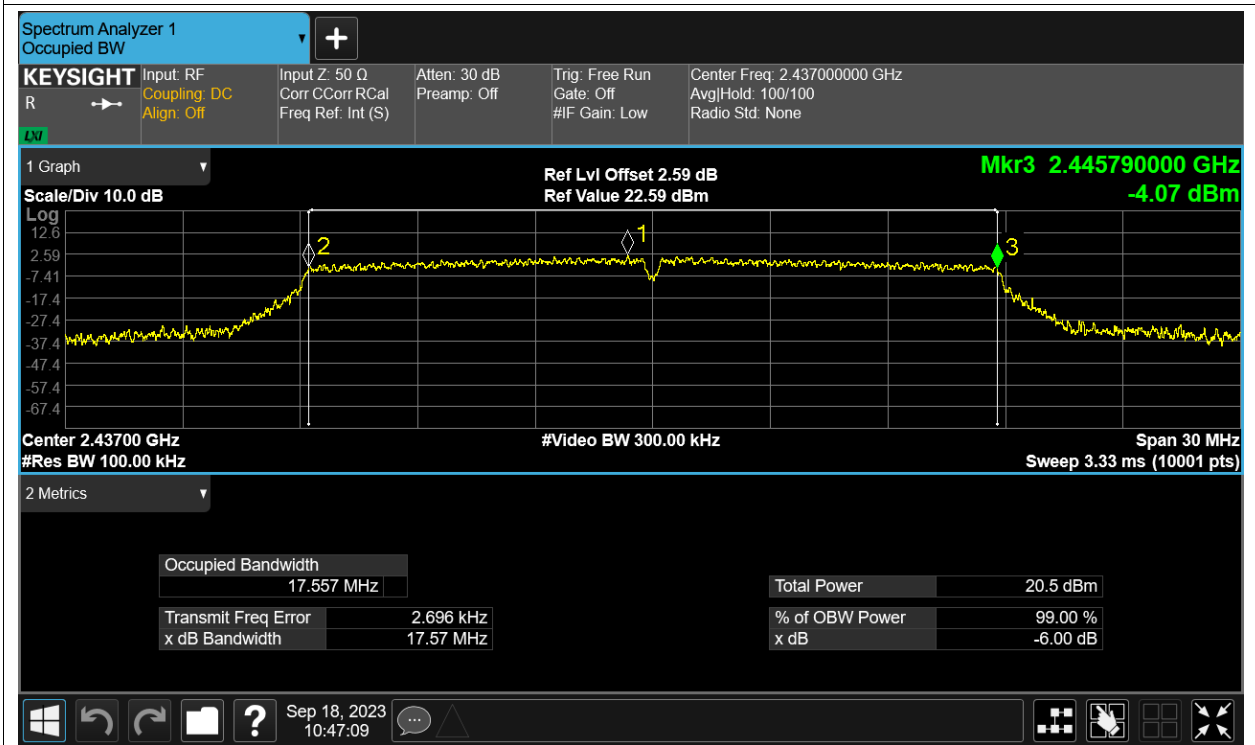 Spectrum Analyzer 1
Occupied BW
KEYSIGHT
R
LXI
Input: RF
Coupling: DC
Align: Off
Input Z: 50 Ω
Corr CCorr RCal
Freq Ref: Int (S)
Atten: 30 dB
Preamp: Off
Trig: Free Run
Gate: Off
#IF Gain: Low
Center Freq: 2.437000000 GHz
Avg|Hold: 100/100
Radio Std: None
1 Graph
Scale/Div 10.0 dB
Ref Lvl Offset 2.59 dB
Ref Value 22.59 dBm
Mkr3 2.445790000 GHz
-4.07 dBm
Log
12.6
2.59
-7.41
-17.4
-27.4
-37.4
-47.4
-57.4
-67.4
2
1
3
Center 2.43700 GHz
#Res BW 100.00 kHz
#Video BW 300.00 kHz
Span 30 MHz
Sweep 3.33 ms (10001 pts)
2 Metrics
Occupied Bandwidth
17.557 MHz
Transmit Freq Error 2.696 kHz
x dB Bandwidth 17.57 MHz
Total Power 20.5 dBm
% of OBW Power 99.00 %
x dB -6.00 dB
?
Sep 18, 2023
10:47:09